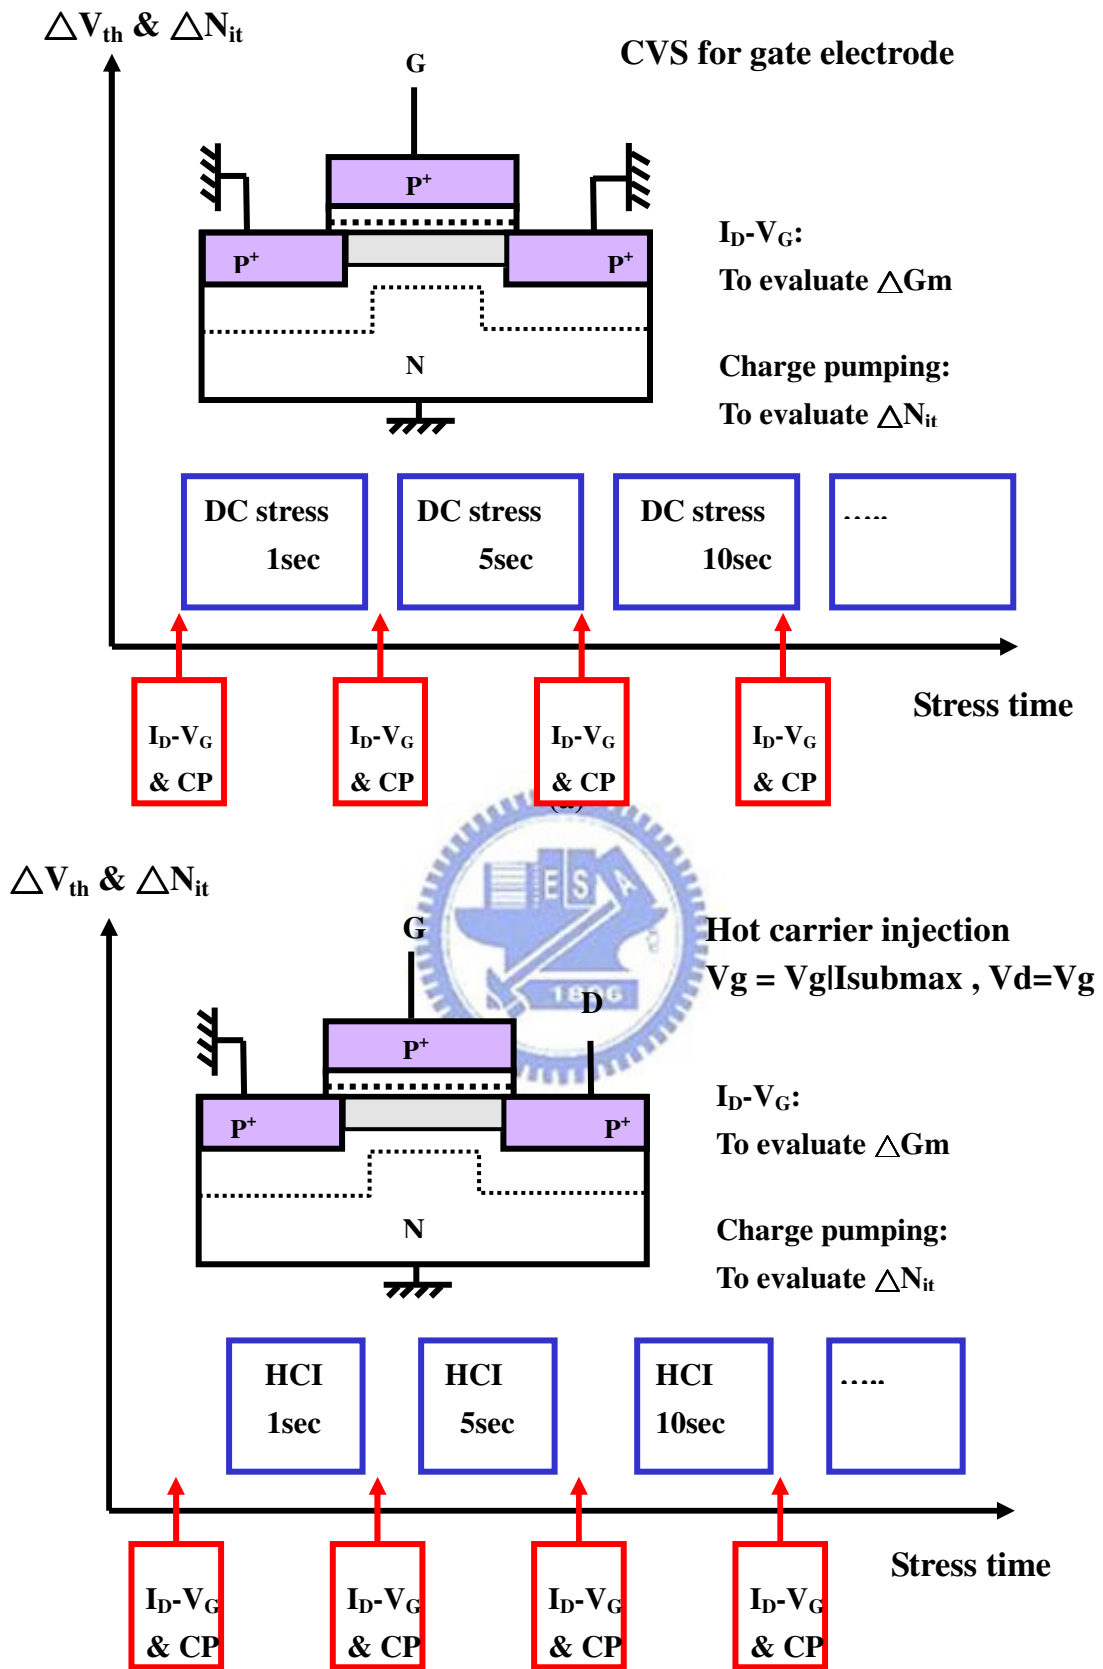 △Vth & △Nit
CVS for gate electrode
G
P+
P+
P+
N
ID-VG:
To evaluate △Gm
Charge pumping:
To evaluate △Nit
DC stress
1sec
DC stress
5sec
DC stress
10sec
.....
Stress time
ID-VG
& CP
ID-VG
& CP
ID-VG
& CP
ID-VG
& CP
△Vth & △Nit
E S A
1896
G
D
Hot carrier injection
Vg = Vg|Isubmax , Vd=Vg
P+
P+
P+
N
ID-VG:
To evaluate △Gm
Charge pumping:
To evaluate △Nit
HCI
1sec
HCI
5sec
HCI
10sec
.....
Stress time
ID-VG
& CP
ID-VG
& CP
ID-VG
& CP
ID-VG
& CP